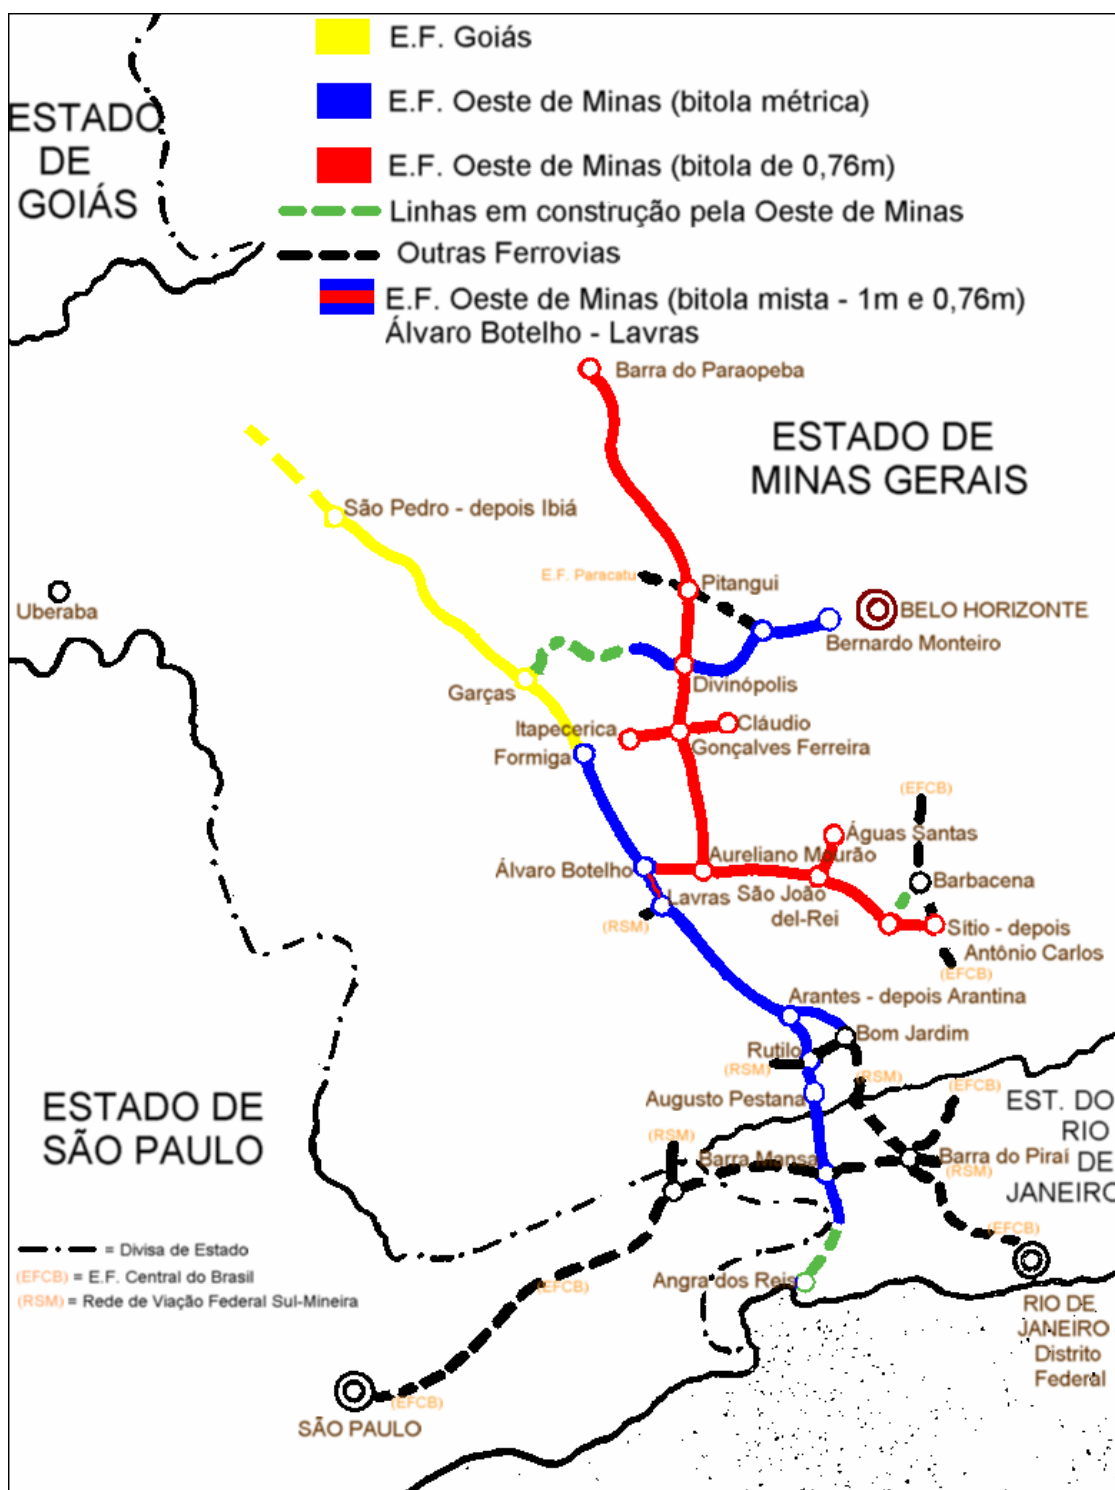 E.F. Goiás
E.F. Oeste de Minas (bitola métrica)
ESTADO
DE
GOIÁS
E.F. Oeste de Minas (bitola de 0,76m)
Linhas em construção pela Oeste de Minas
Outras Ferrovias
E.F. Oeste de Minas (bitola mista - 1m e 0,76m)
Álvaro Botelho - Lavras
Barra do Paraopeba
ESTADO DE
MINAS GERAIS
São Pedro - depois Ibiá
E.F. Paracatu
Pitangui
Uberaba
BELO HORIZONTE
Bernardo Monteiro
Divinópolis
Garças
Itapecerica
Cláudio
Gonçalves Ferreira
Formiga
(EFCB)
Águas Santas
Aureliano Mourão
Álvaro Botelho
Barbacena
São João
del-Rei
Lavras
(RSM)
Sítio - depois
Antônio Carlos
(EFCB)
Arantes - depois Arantina
Bom Jardim
Rutilo
(RSM)
(RSM)
(EFCB)
Augusto Pestana
ESTADO DE
SÃO PAULO
EST. DO
RIO
DE
JANEIRO
(RSM)
Barra Mansa
Barra do Piraí
(RSM)
(EFCB)
= Divisa de Estado
(EFCB) = E.F. Central do Brasil
(RSM) = Rede de Viação Federal Sul-Mineira
(EFCB)
Angra dos Reis
RIO DE
JANEIRO
Distrito
Federal
(EFCB)
SÃO PAULO